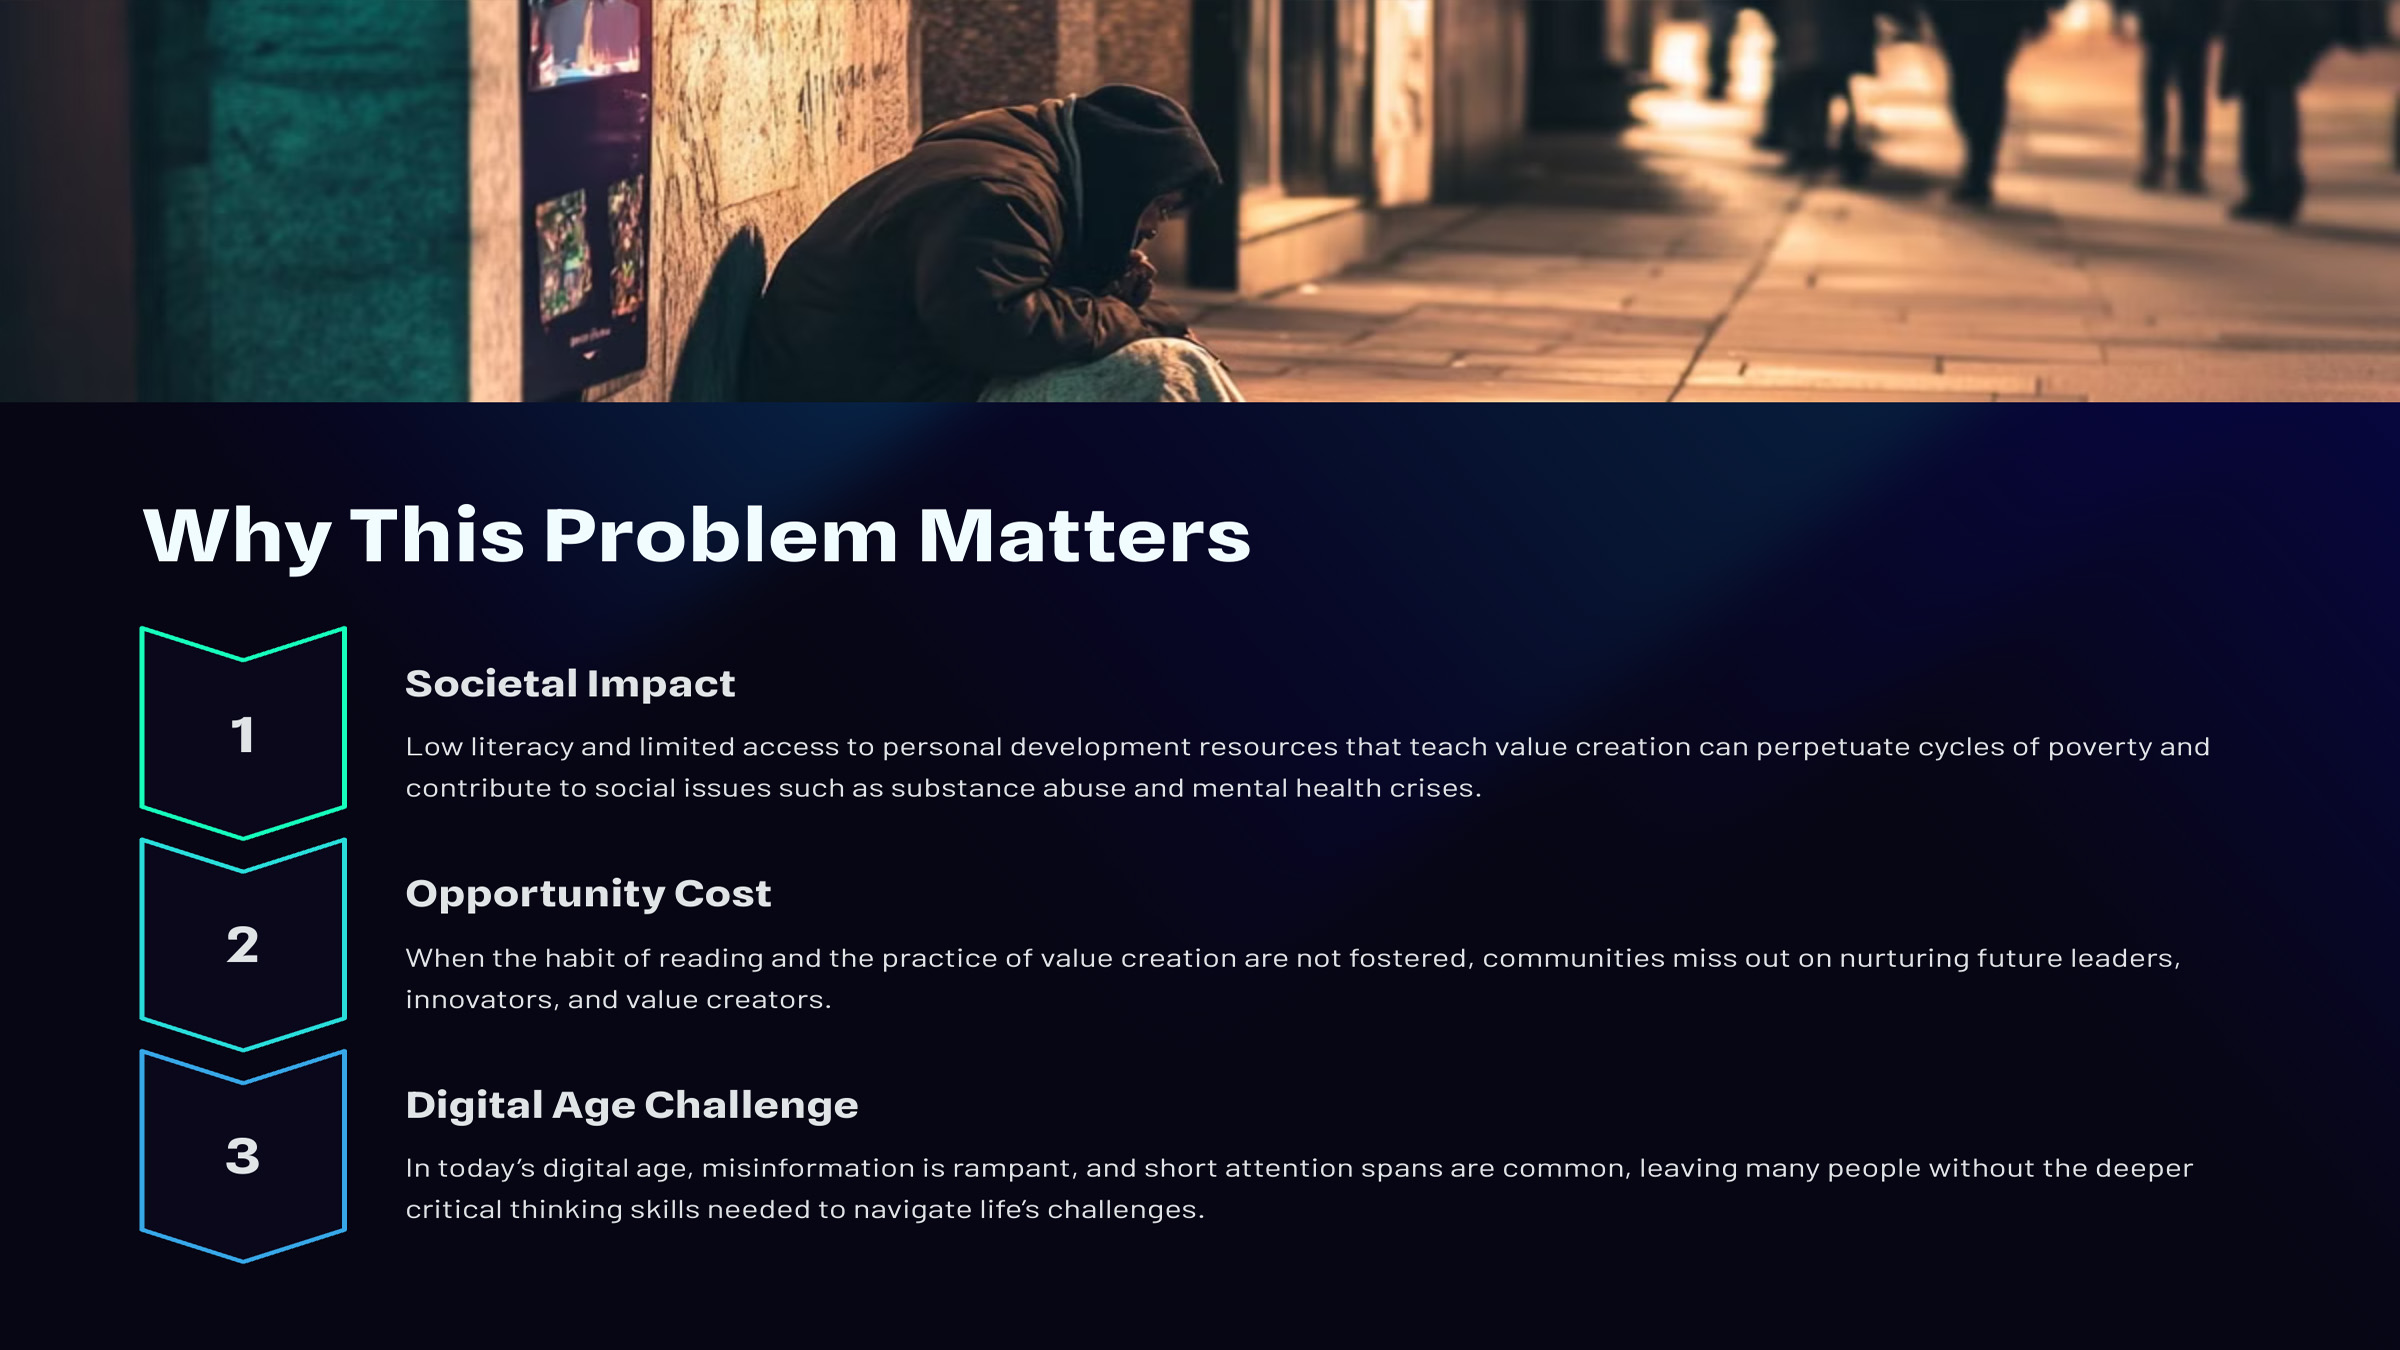 Why This Problem Matters
1
Societal Impact
Low literacy and limited access to personal development resources that teach value creation can perpetuate cycles of poverty and
contribute to social issues such as substance abuse and mental health crises.
2
Opportunity Cost
When the habit of reading and the practice of value creation are not fostered, communities miss out on nurturing future leaders,
innovators, and value creators.
3
Digital Age Challenge
In today’s digital age, misinformation is rampant, and short attention spans are common, leaving many people without the deeper
critical thinking skills needed to navigate life’s challenges.